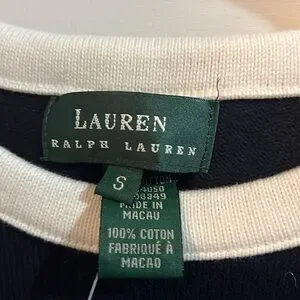 LAUREN
RALPH LAUREN
S
MADE IN
MACAU
100% COTON
FABRIQUÉ À
MACAO